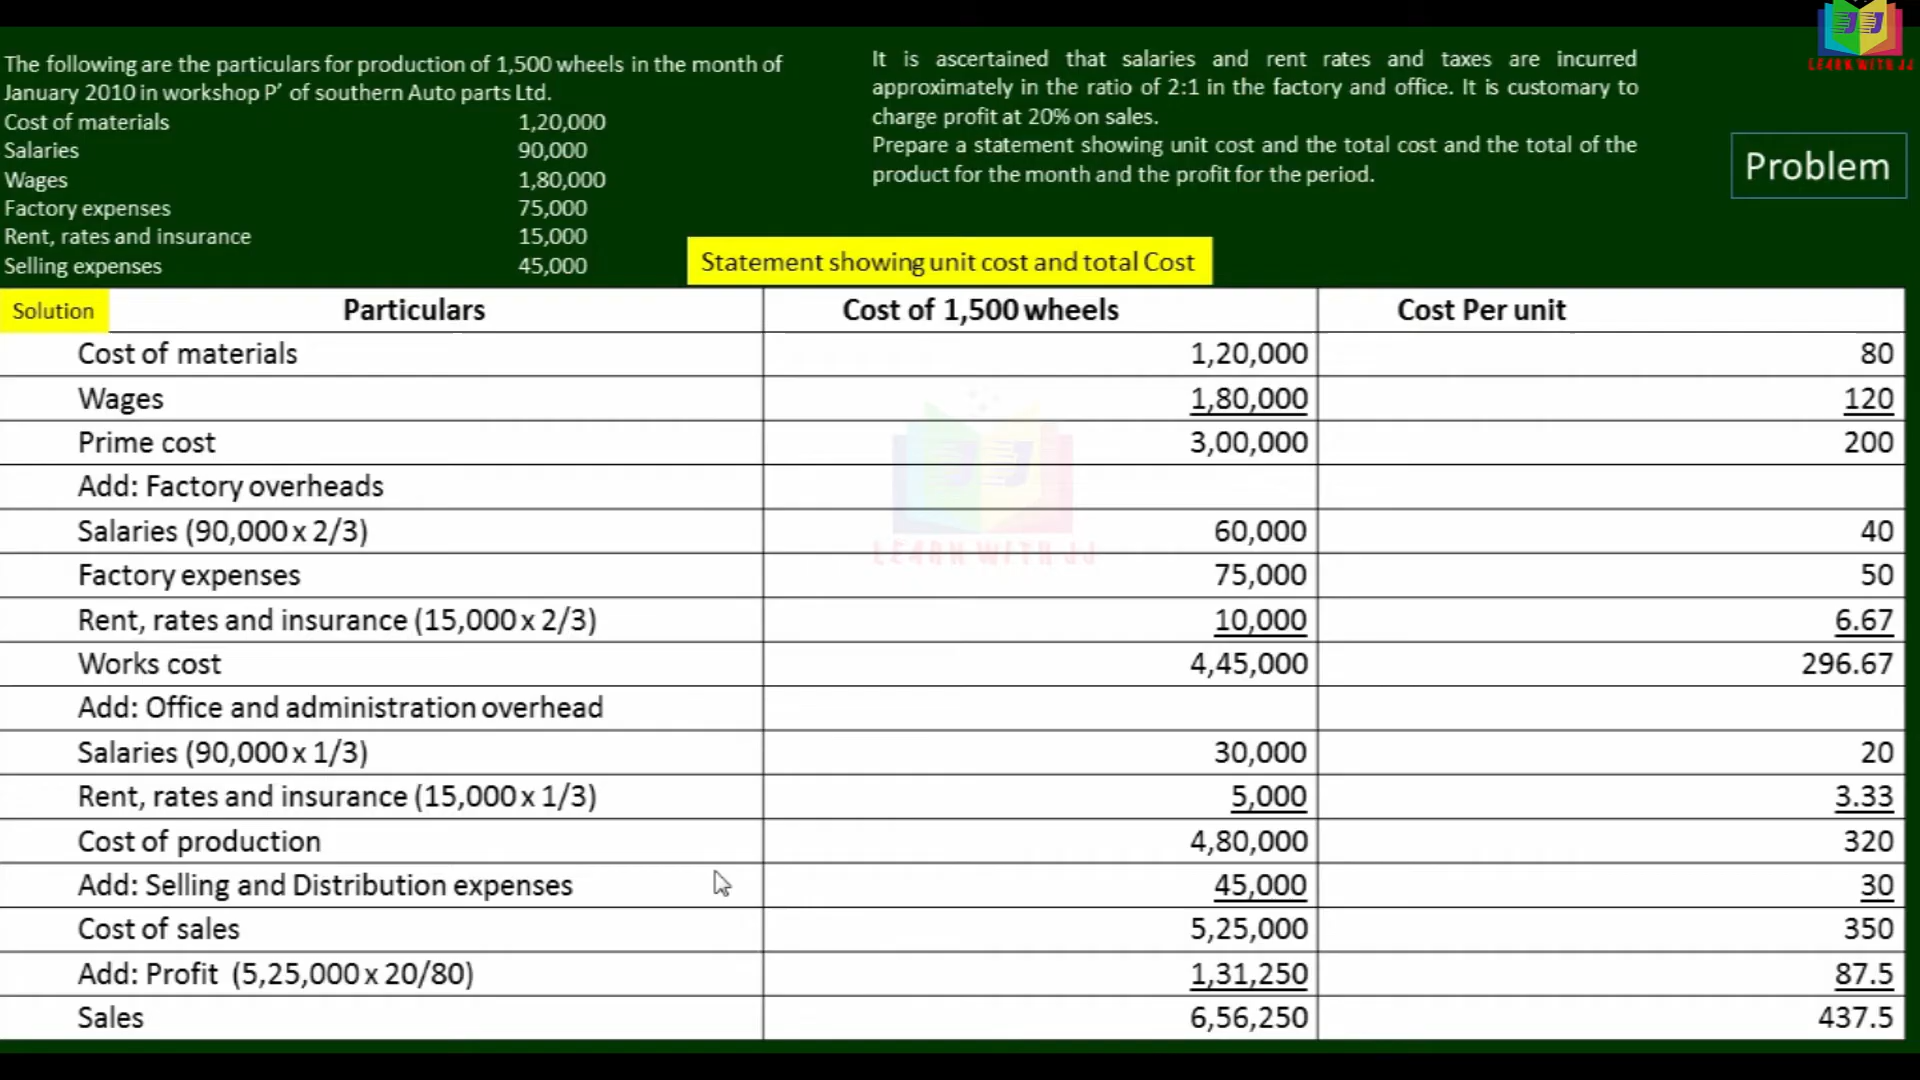 The following are the particulars for production of 1,500 wheels in the month of
January 2010 in workshop P’ of southern Auto parts Ltd.
Cost of materials 1,20,000
Salaries 90,000
Wages 1,80,000
Factory expenses 75,000
Rent, rates and insurance 15,000
Selling expenses 45,000
It is ascertained that salaries and rent rates and taxes are incurred
approximately in the ratio of 2:1 in the factory and office. It is customary to
charge profit at 20% on sales.
Prepare a statement showing unit cost and the total cost and the total of the
product for the month and the profit for the period.
LEARN WITH JJ
Problem
Statement showing unit cost and total Cost
Solution Particulars Cost of 1,500 wheels Cost Per unit
Cost of materials 1,20,000 80
Wages 1,80,000 120
Prime cost 3,00,000 200
Add: Factory overheads
Salaries (90,000 x 2/3) 60,000 40
LEARN WITH JJ
Factory expenses 75,000 50
Rent, rates and insurance (15,000 x 2/3) 10,000 6.67
Works cost 4,45,000 296.67
Add: Office and administration overhead
Salaries (90,000 x 1/3) 30,000 20
Rent, rates and insurance (15,000 x 1/3) 5,000 3.33
Cost of production 4,80,000 320
Add: Selling and Distribution expenses 45,000 30
Cost of sales 5,25,000 350
Add: Profit (5,25,000 x 20/80) 1,31,250 87.5
Sales 6,56,250 437.5